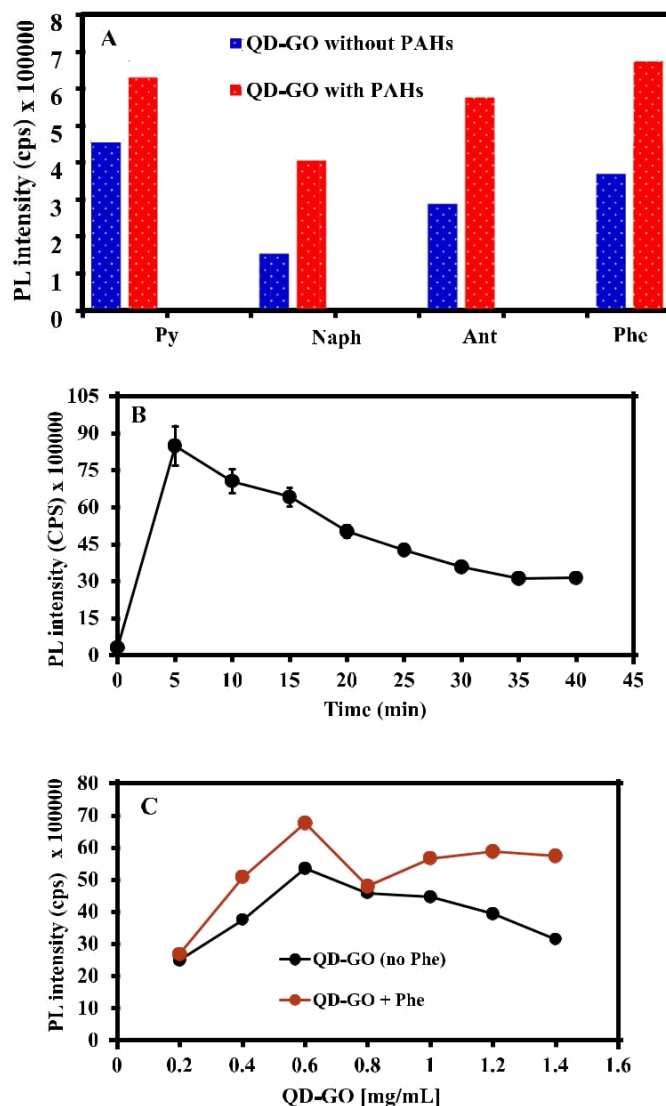 A
QD-GO without PAHs
QD-GO with PAHs
PL intensity (cps) x 100000
8
7
6
5
4
3
2
1
0
Py Naph Ant Phe
B
PL intensity (CPS) x 100000
105
90
75
60
45
30
15
0
0 5 10 15 20 25 30 35 40 45
Time (min)
C
PL intensity (cps) x 100000
80
70
60
50
40
30
20
10
0
QD-GO (no Phe)
QD-GO + Phe
0 0.2 0.4 0.6 0.8 1 1.2 1.4 1.6
QD-GO [mg/mL]